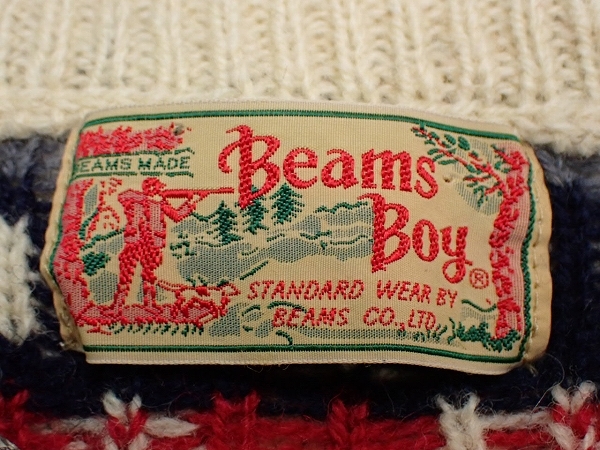 BEAMS MADE
Beams
Boy®
STANDARD WEAR BY
BEAMS CO., LTD.